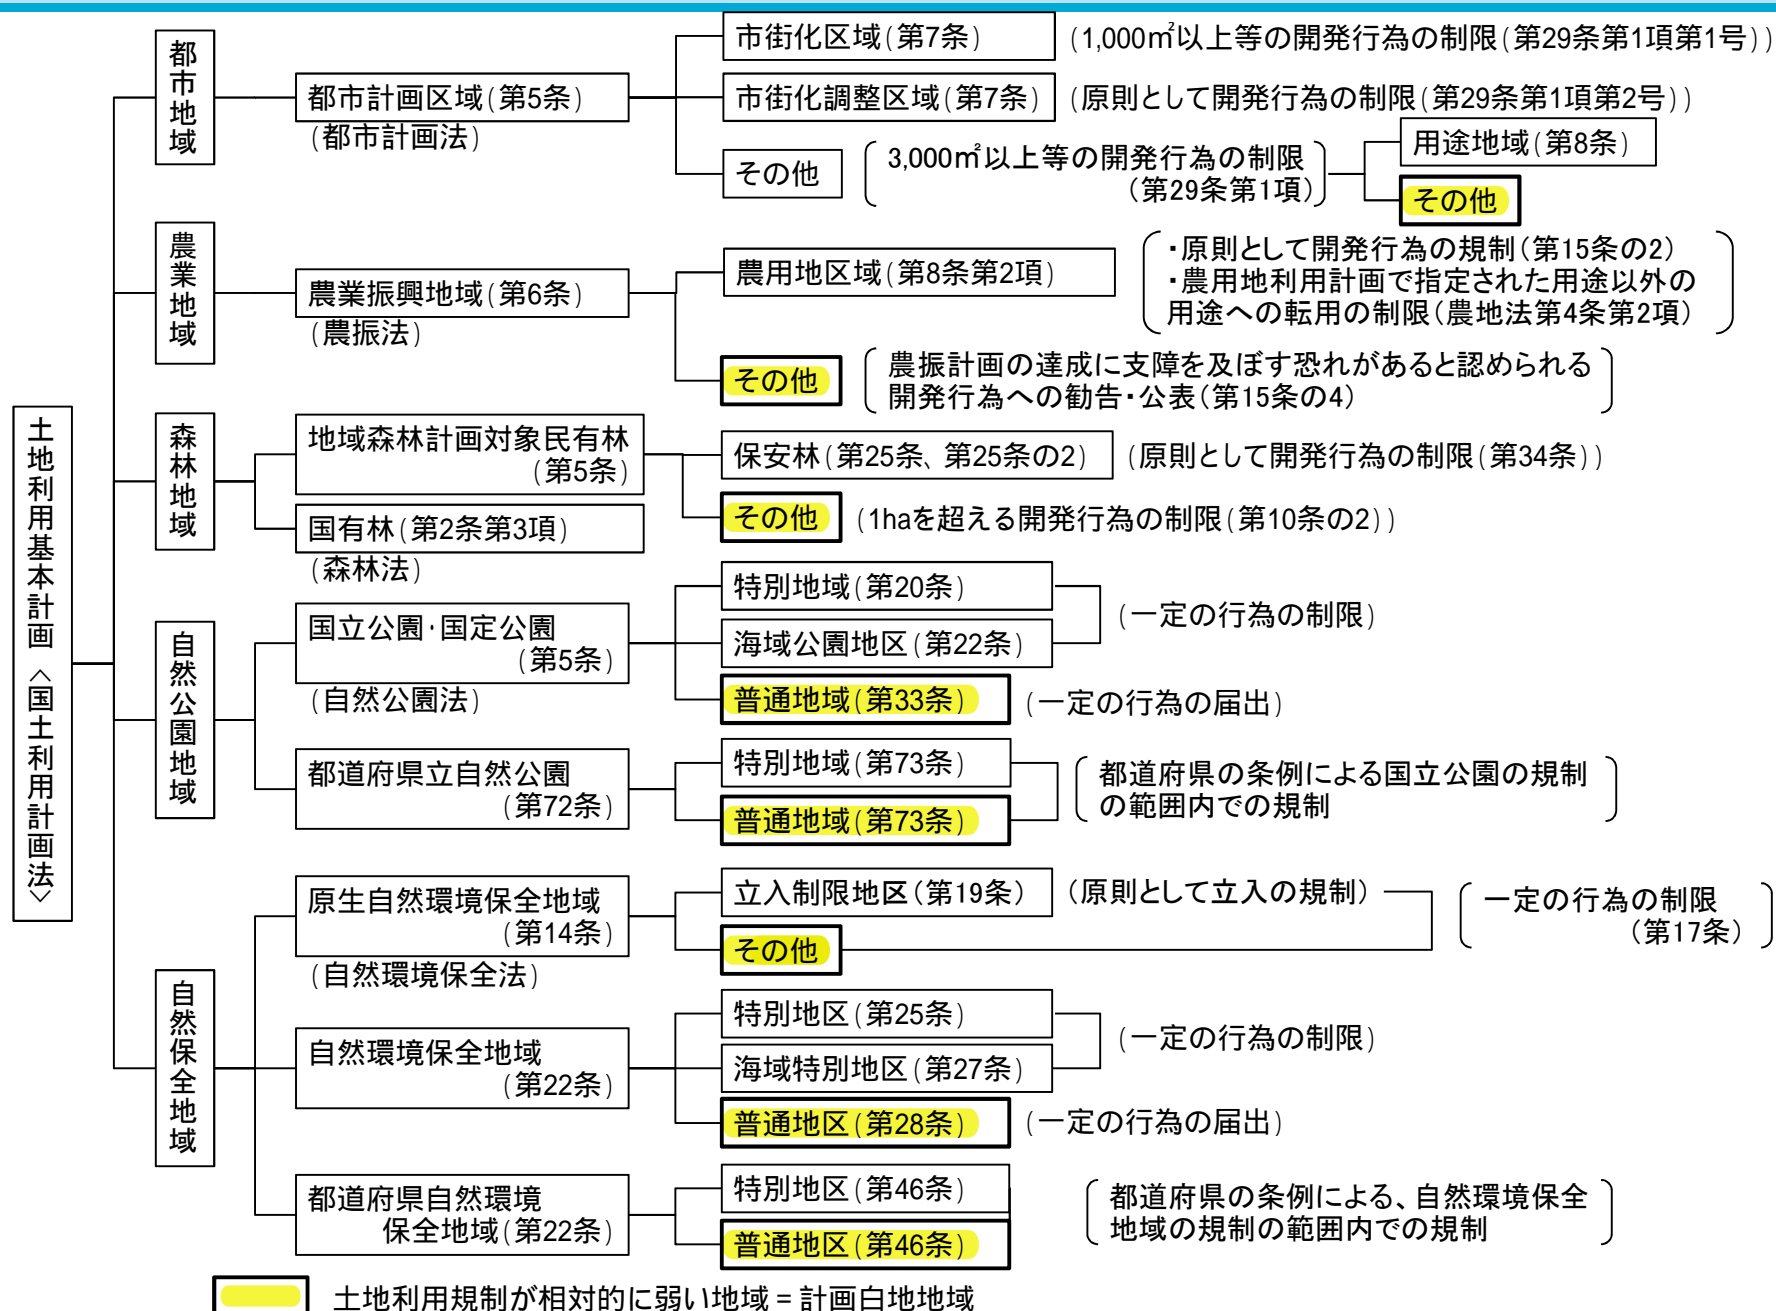 土地利用基本計画〈国土利用計画法〉
都市地域
都市計画区域(第5条)
(都市計画法)
市街化区域(第7条)
(1,000㎡以上等の開発行為の制限(第29条第1項第1号))
市街化調整区域(第7条)
(原則として開発行為の制限(第29条第1項第2号))
その他
3,000㎡以上等の開発行為の制限
(第29条第1項)
用途地域(第8条)
その他
農業地域
農業振興地域(第6条)
(農振法)
農用地区域(第8条第2項)
・原則として開発行為の規制(第15条の2)
・農用地利用計画で指定された用途以外の
用途への転用の制限(農地法第4条第2項)
その他
農振計画の達成に支障を及ぼす恐れがあると認められる
開発行為への勧告・公表(第15条の4)
森林地域
地域森林計画対象民有林
(第5条)
国有林(第2条第3項)
(森林法)
保安林(第25条、第25条の2)
(原則として開発行為の制限(第34条))
その他
(1haを超える開発行為の制限(第10条の2))
自然公園地域
国立公園・国定公園
(第5条)
(自然公園法)
特別地域(第20条)
海域公園地区(第22条)
(一定の行為の制限)
普通地域(第33条)
(一定の行為の届出)
都道府県立自然公園
(第72条)
特別地域(第73条)
普通地域(第73条)
都道府県の条例による国立公園の規制
の範囲内での規制
自然保全地域
原生自然環境保全地域
(第14条)
(自然環境保全法)
立入制限地区(第19条)
(原則として立入の規制)
その他
一定の行為の制限
(第17条)
自然環境保全地域
(第22条)
特別地区(第25条)
海域特別地区(第27条)
(一定の行為の制限)
普通地区(第28条)
(一定の行為の届出)
都道府県自然環境
保全地域(第22条)
特別地区(第46条)
普通地区(第46条)
都道府県の条例による、自然環境保全
地域の規制の範囲内での規制
土地利用規制が相対的に弱い地域=計画白地地域